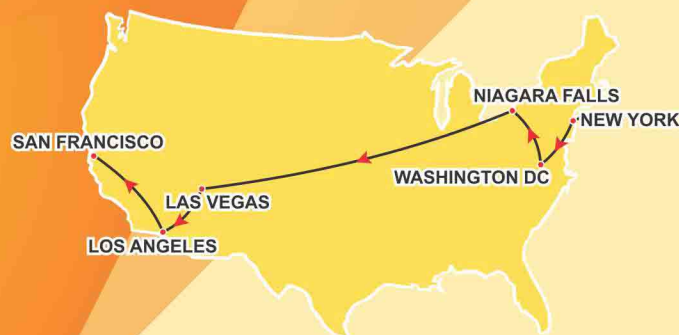 NIAGARA FALLS
NEW YORK
SAN FRANCISCO
WASHINGTON DC
LAS VEGAS
LOS ANGELES